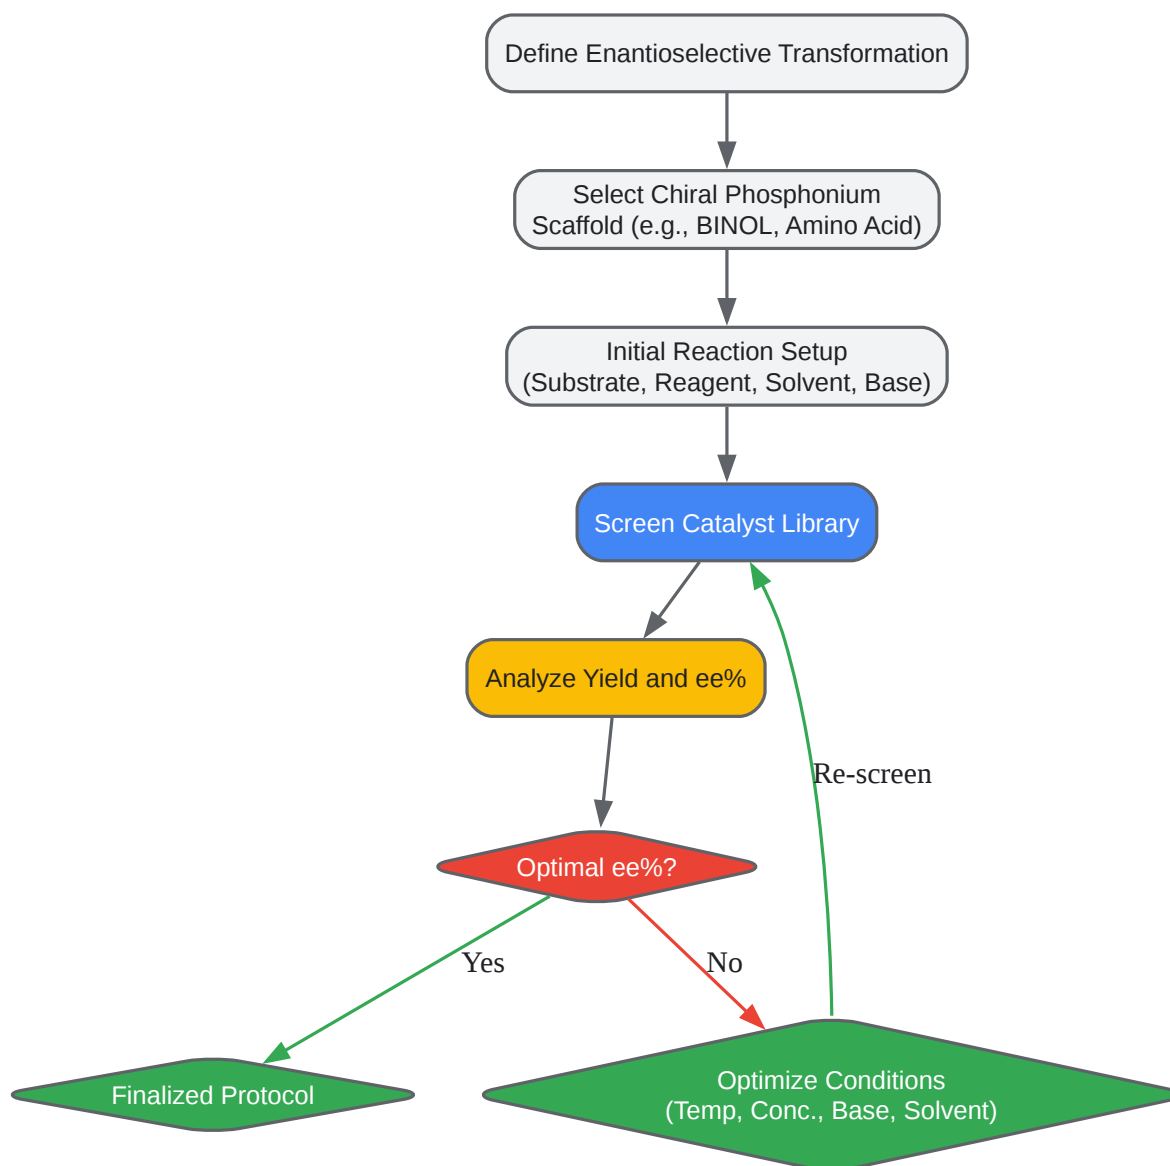 Define Enantioselective Transformation
Select Chiral Phosphonium
Scaffold (e.g., BINOL, Amino Acid)
Initial Reaction Setup
(Substrate, Reagent, Solvent, Base)
Screen Catalyst Library
Analyze Yield and ee%
Re-screen
Optimal ee%?
Yes
No
Finalized Protocol
Optimize Conditions
(Temp, Conc., Base, Solvent)